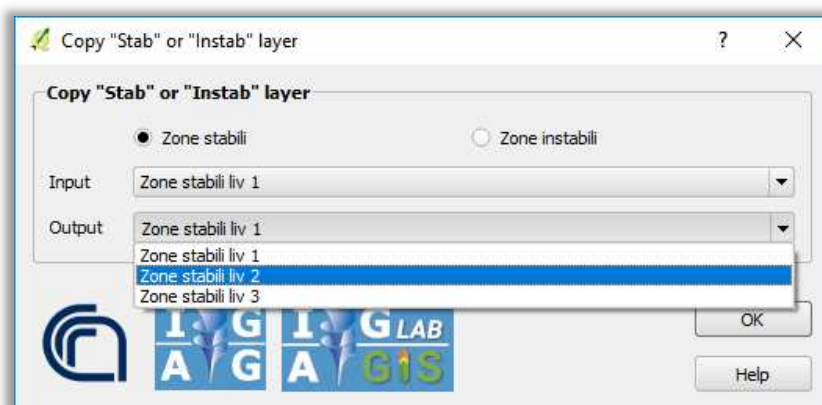 Copy "Stab" or "Instab" layer
?
Copy "Stab" or "Instab" layer
Zone stabili
Zone instabili
Input
Zone stabili liv 1
Output
Zone stabili liv 1
Zone stabili liv 1
Zone stabili liv 2
Zone stabili liv 3
I G
A G
I G LAB
A GIS
OK
Help